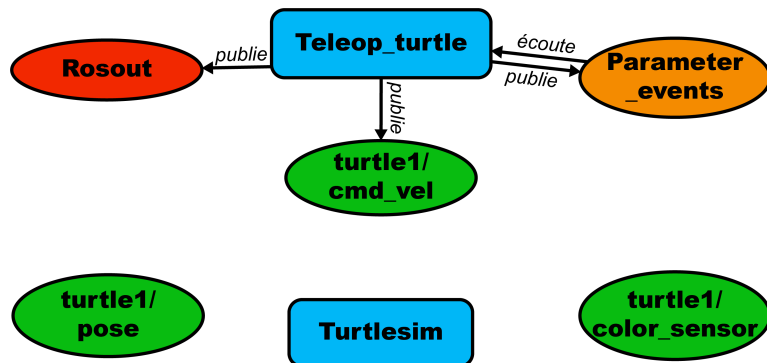 Teleop_turtle
publie
écoute
Rosout
Parameter
_events
publie
publie
turtle1/
cmd_vel
turtle1/
pose
Turtlesim
turtle1/
color_sensor